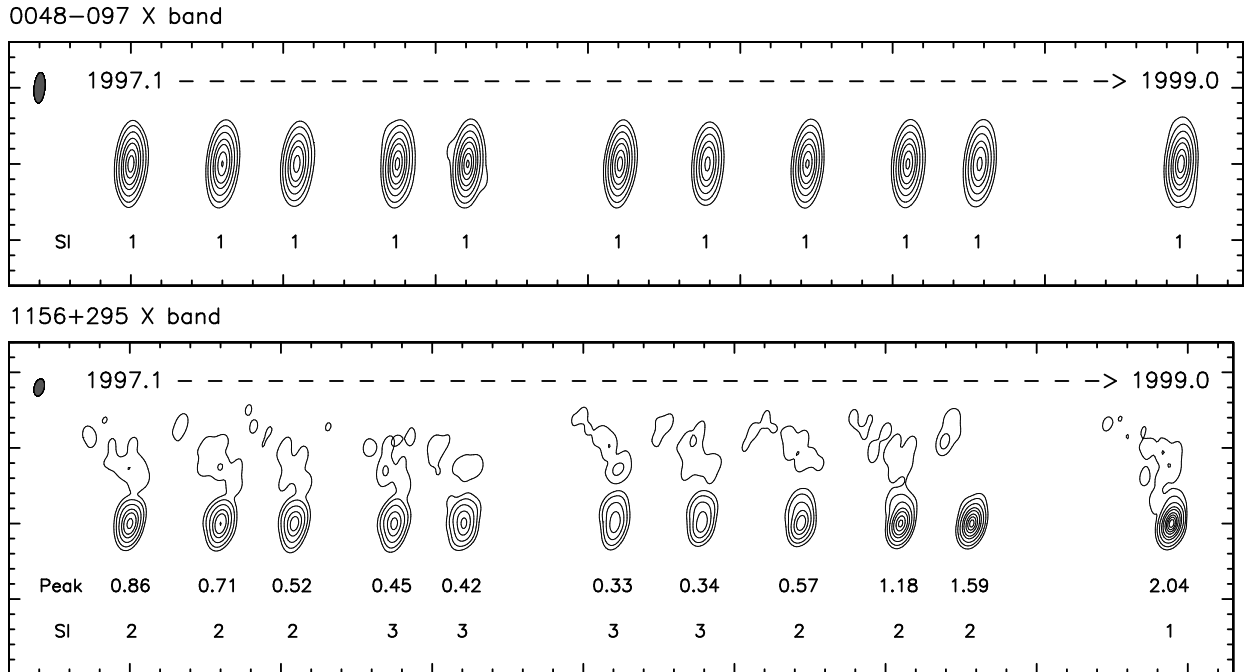 0048−097 X band
1997.1 − − − − − − − − − − − − − − − − − − − − − − − − − − − − − −> 1999.0
SI 1 1 1 1 1 1 1 1 1 1 1
1156+295 X band
1997.1 − − − − − − − − − − − − − − − − − − − − − − − − − − − − − −> 1999.0
Peak 0.86 0.71 0.52 0.45 0.42 0.33 0.34 0.57 1.18 1.59 2.04
SI 2 2 2 3 3 3 3 2 2 2 1